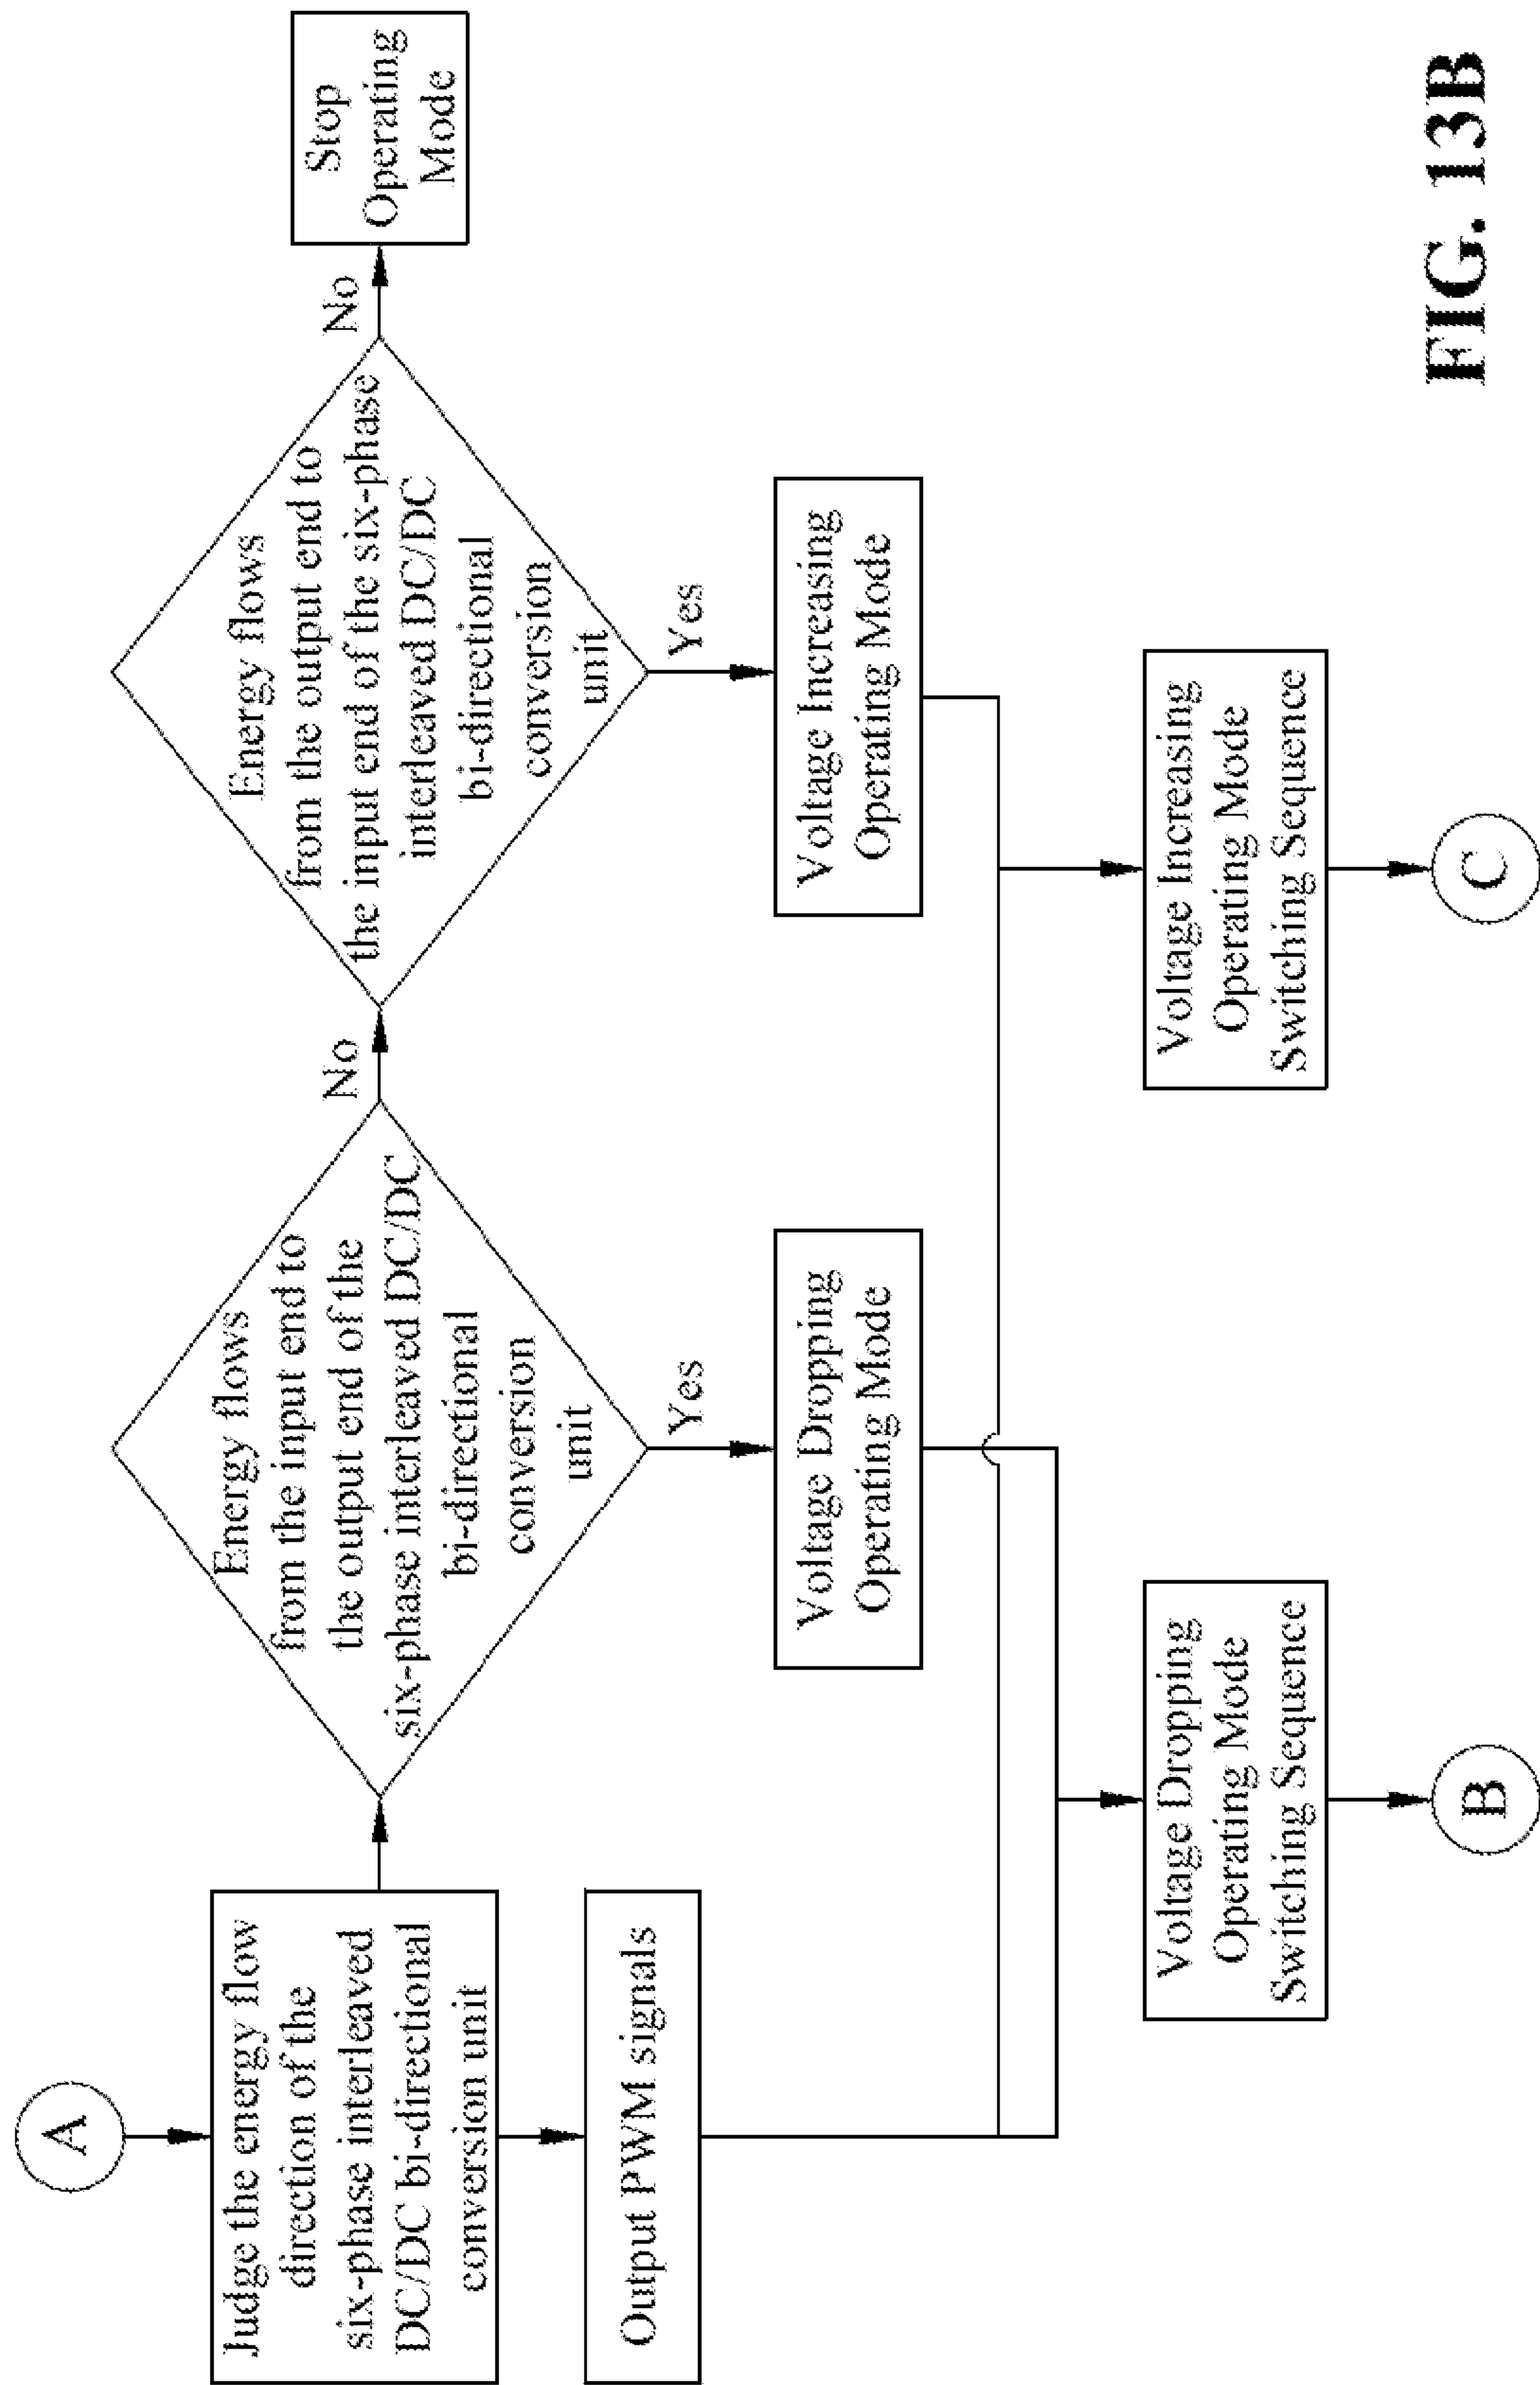 A
Judge the energy flow
direction of the
six-phase interleaved
DC/DC bi-directional
conversion unit
Output PWM signals
Energy flows
from the input end to
the output end of the
six-phase interleaved DC/DC
bi-directional
conversion
unit
No
Yes
Energy flows
from the output end to
the input end of the six-phase
interleaved DC/DC
bi-directional
conversion
unit
No
Yes
Stop
Operating
Mode
Voltage Dropping
Operating Mode
Voltage Increasing
Operating Mode
Voltage Dropping
Operating Mode
Switching Sequence
Voltage Increasing
Operating Mode
Switching Sequence
B
C
FIG. 13B